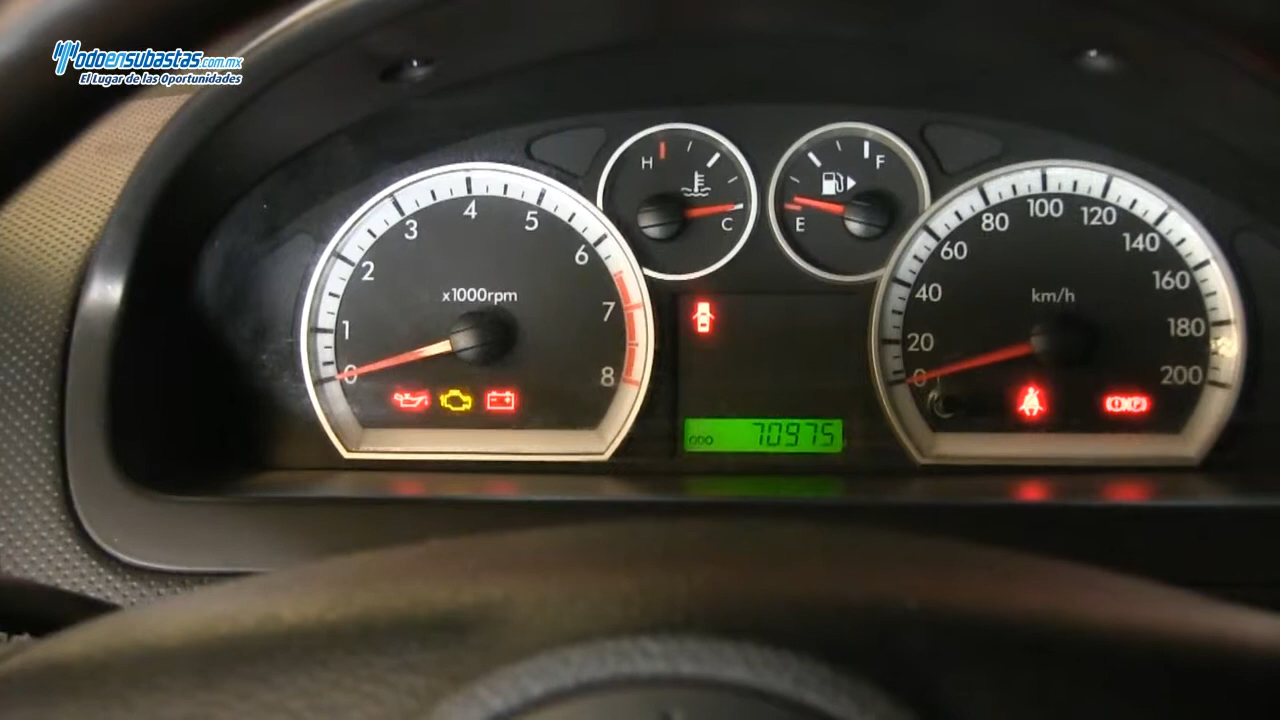 Todoensubastas.com.mx
El Lugar de las Oportunidades
H
C
F
E
0
1
2
3
4
5
6
7
8
x1000rpm
0
20
40
60
80
100
120
140
160
180
200
km/h
ODO 70975
(!)(P)